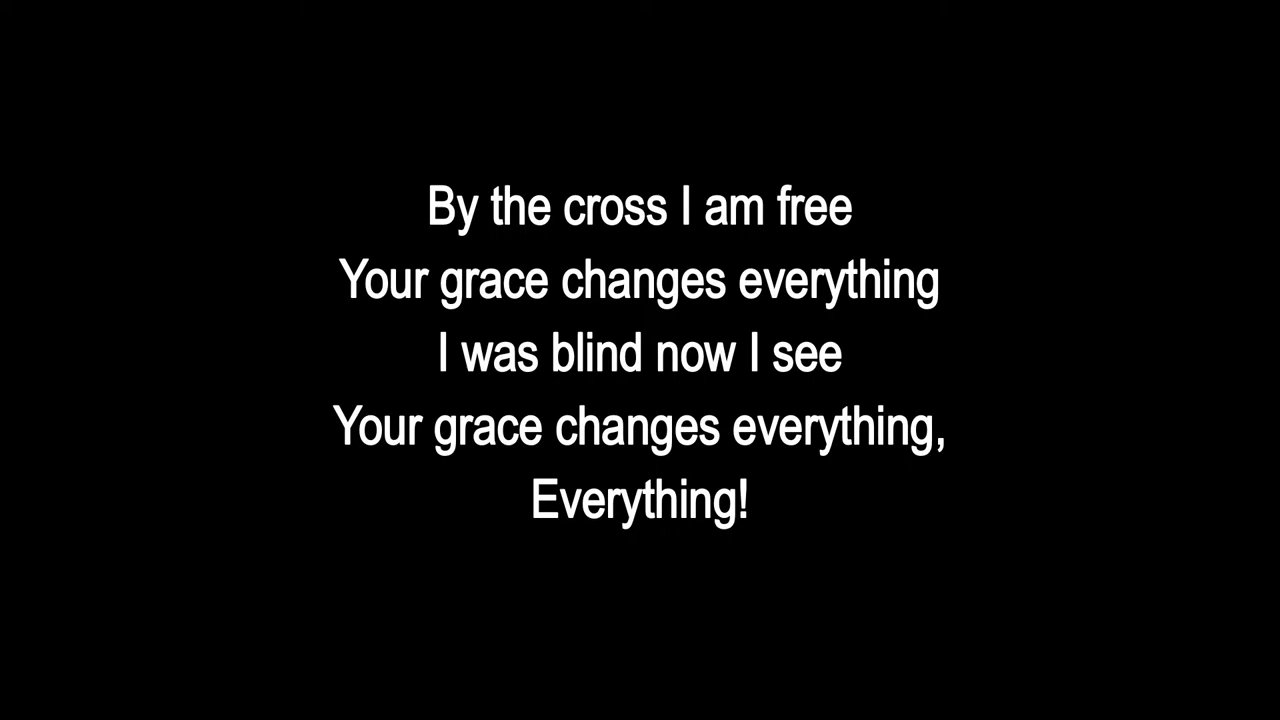 By the cross I am free
Your grace changes everything
I was blind now I see
Your grace changes everything,
Everything!